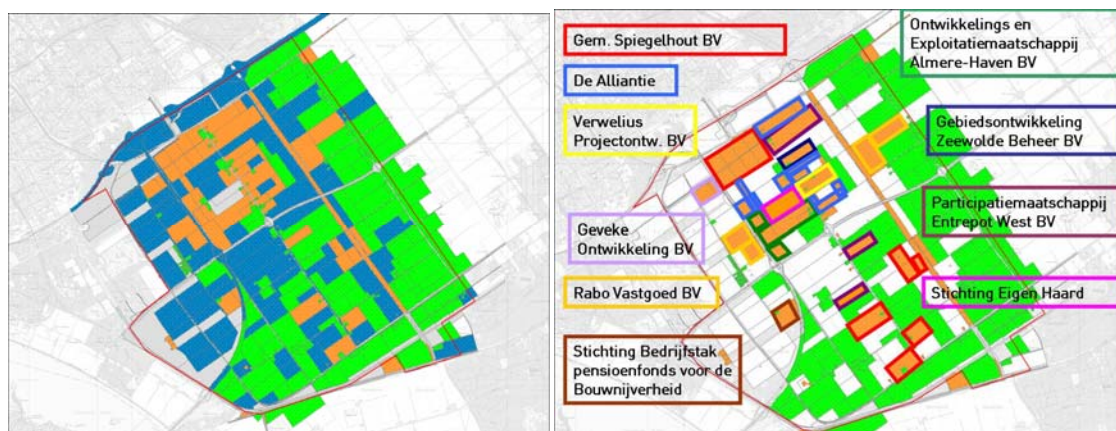 Gem. Spiegelhout BV
De Alliantie
Verwelius
Projectontw. BV
Geveke
Ontwikkeling BV
Rabo Vastgoed BV
Stichting Bedrijfstak
pensioenfonds voor de
Bouwnijverheid
Ontwikkelings en
Exploitatiemaatschappij
Almere-Haven BV
Gebiedsontwikkeling
Zeewolde Beheer BV
Participatiemaatschappij
Entrepot West BV
Stichting Eigen Haard